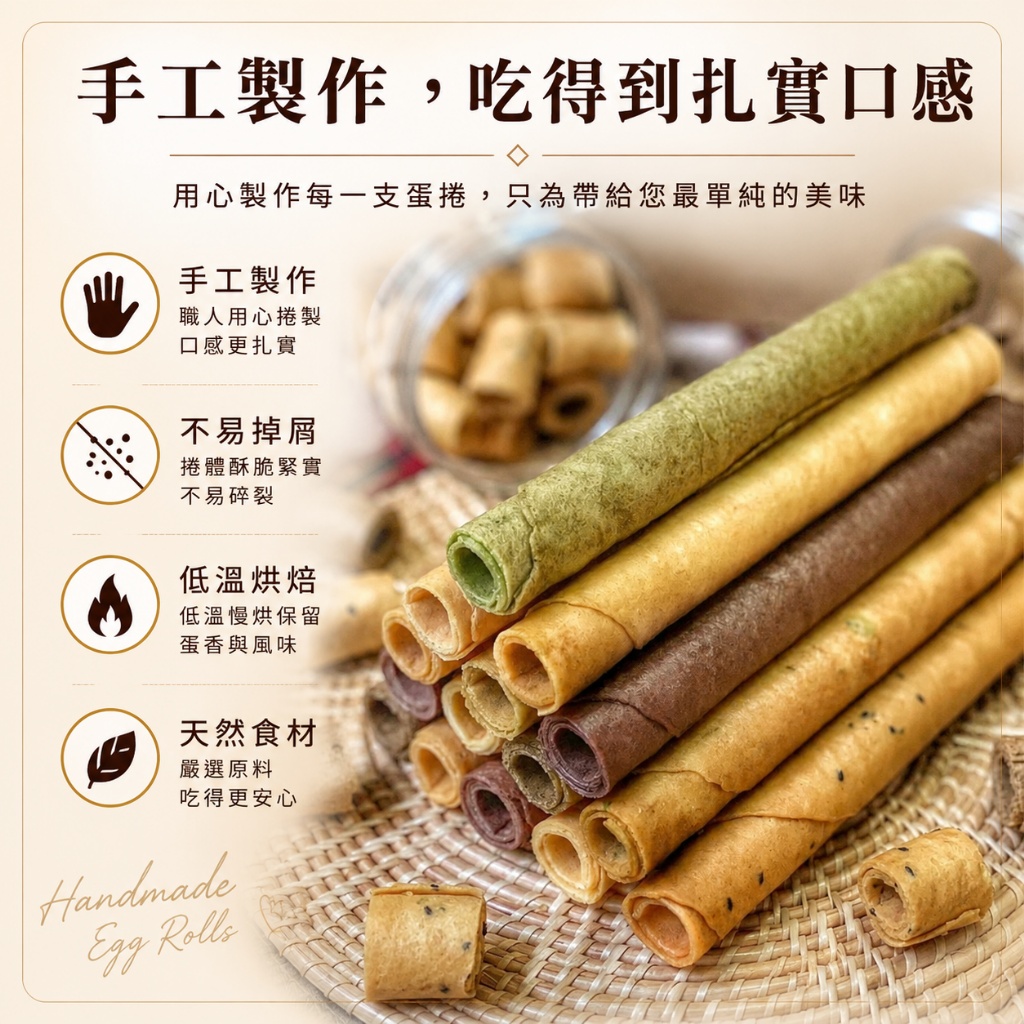 手工製作，吃得到扎實口感
用心製作每一支蛋捲，只為帶給您最單純的美味
手工製作
職人用心捲製
口感更扎實
不易掉屑
捲體酥脆緊實
不易碎裂
低溫烘焙
低溫慢烘保留
蛋香與風味
天然食材
嚴選原料
吃得更安心
Handmade
Egg Rolls